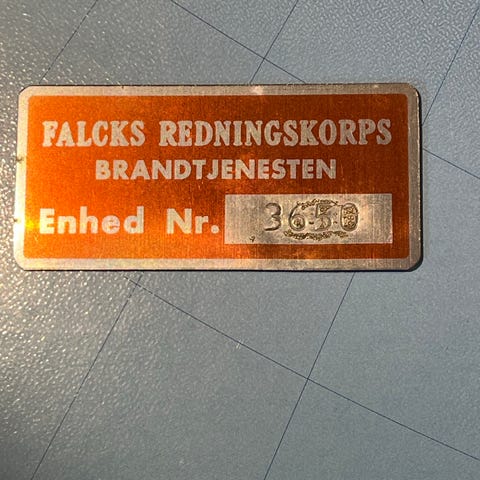 FALCKS REDNINGSKORPS
BRANDTJENESTEN
Enhed Nr. 3650